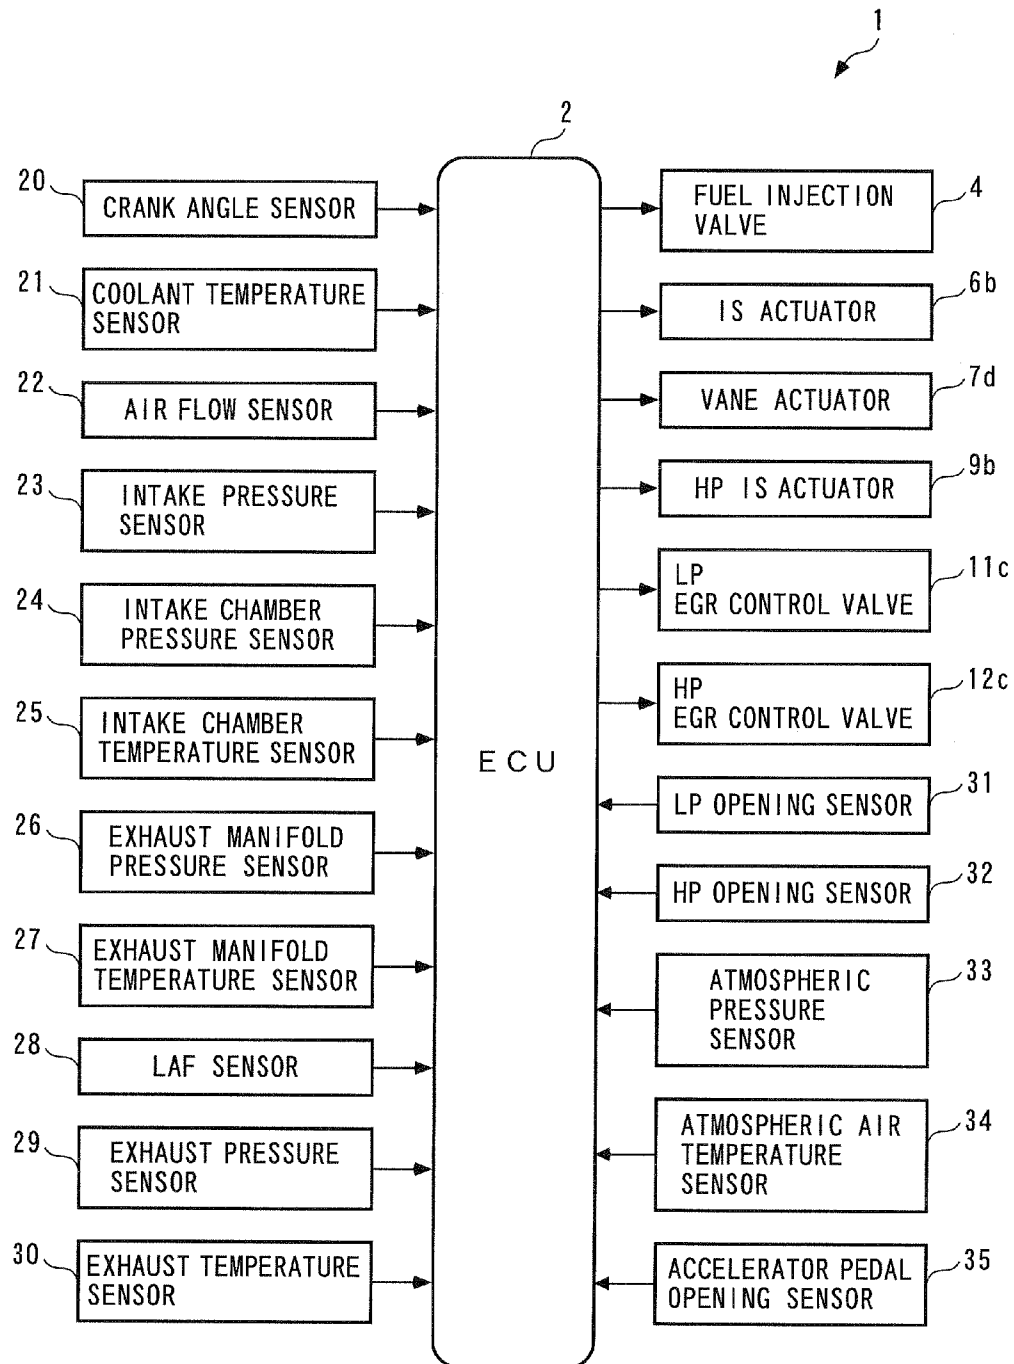 1
2
20
CRANK ANGLE SENSOR
21
COOLANT TEMPERATURE
SENSOR
22
AIR FLOW SENSOR
23
INTAKE PRESSURE
SENSOR
24
INTAKE CHAMBER
PRESSURE SENSOR
25
INTAKE CHAMBER
TEMPERATURE SENSOR
26
EXHAUST MANIFOLD
PRESSURE SENSOR
27
EXHAUST MANIFOLD
TEMPERATURE SENSOR
28
LAF SENSOR
29
EXHAUST PRESSURE
SENSOR
30
EXHAUST TEMPERATURE
SENSOR
ECU
FUEL INJECTION
VALVE
4
IS ACTUATOR
6b
VANE ACTUATOR
7d
HP IS ACTUATOR
9b
LP
EGR CONTROL VALVE
11c
HP
EGR CONTROL VALVE
12c
LP OPENING SENSOR
31
HP OPENING SENSOR
32
ATMOSPHERIC
PRESSURE
SENSOR
33
ATMOSPHERIC AIR
TEMPERATURE
SENSOR
34
ACCELERATOR PEDAL
OPENING SENSOR
35